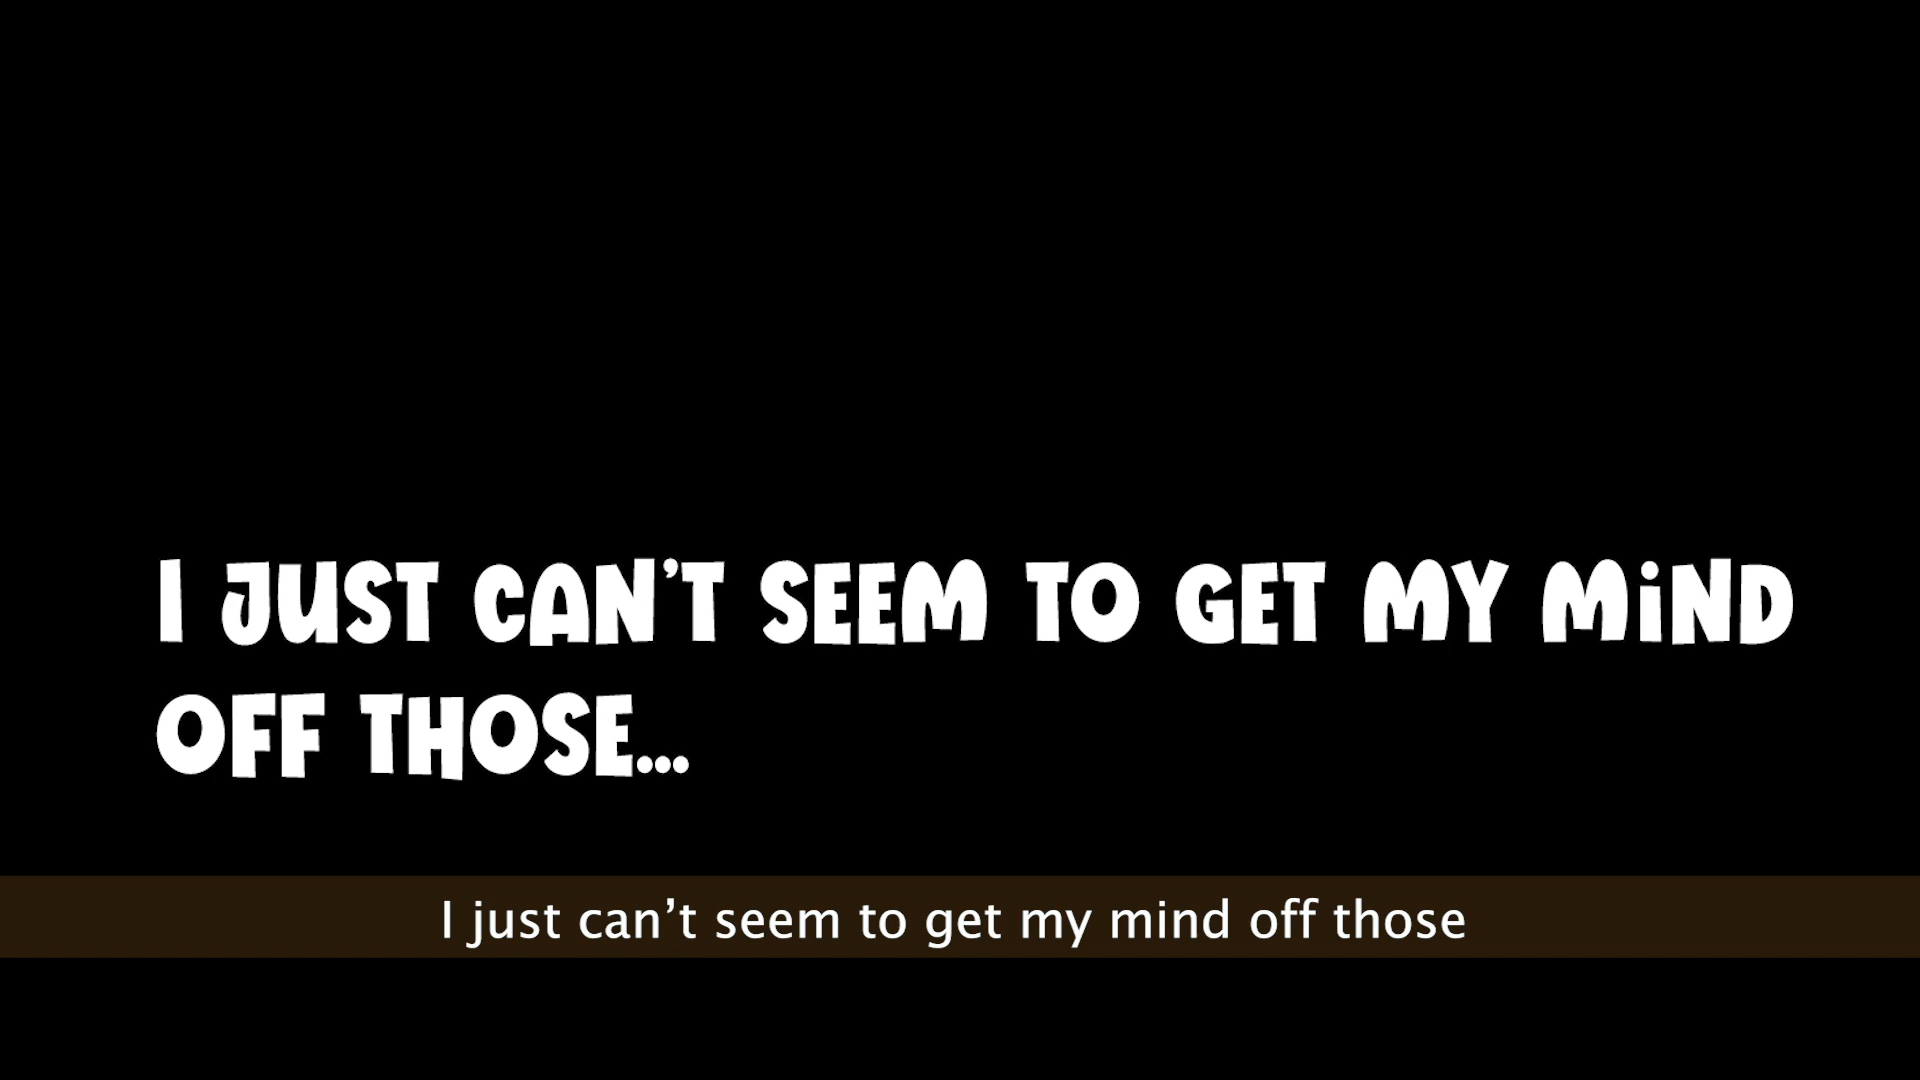 I JUST CAN'T SEEM TO GET MY MiND
OFF THOSE...
I just can’t seem to get my mind off those